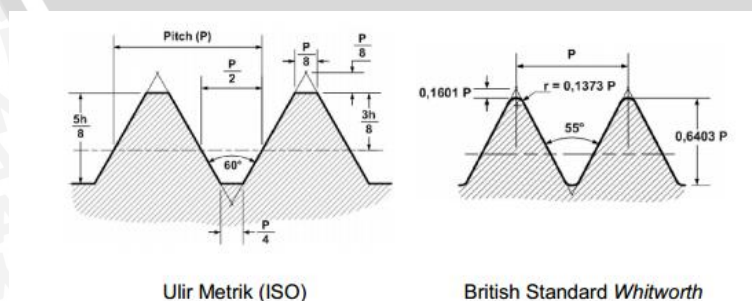 Pitch (P)
P
8
P
8
P
2
5h
8
3h
8
60°
P
4
Ulir Metrik (ISO)
P
r = 0,1373 P
0,1601 P
55°
0,6403 P
British Standard Whitworth